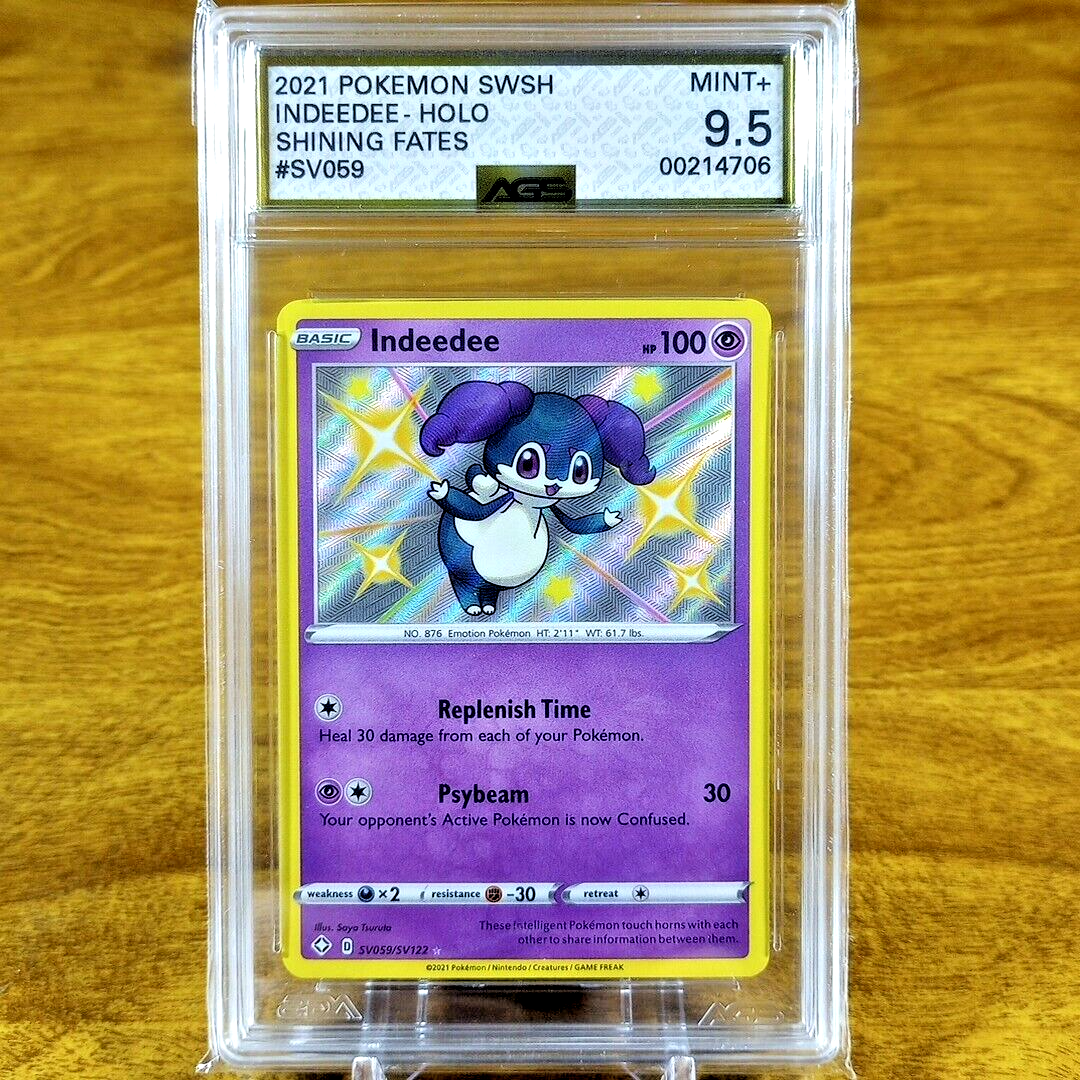 2021 POKEMON SWSH
INDEEDEE - HOLO
SHINING FATES
#SV059
MINT+
9.5
00214706
AGS
BASIC Indeedee HP 100
NO. 876 Emotion Pokémon HT: 2'11" WT: 61.7 lbs.
Replenish Time
Heal 30 damage from each of your Pokémon.
Psybeam 30
Your opponent's Active Pokémon is now Confused.
weakness ×2 resistance -30 retreat
Illus. Saya Tsuruta
These intelligent Pokémon touch horns with each
other to share information between them.
D SV059/SV122
©2021 Pokémon / Nintendo / Creatures / GAME FREAK